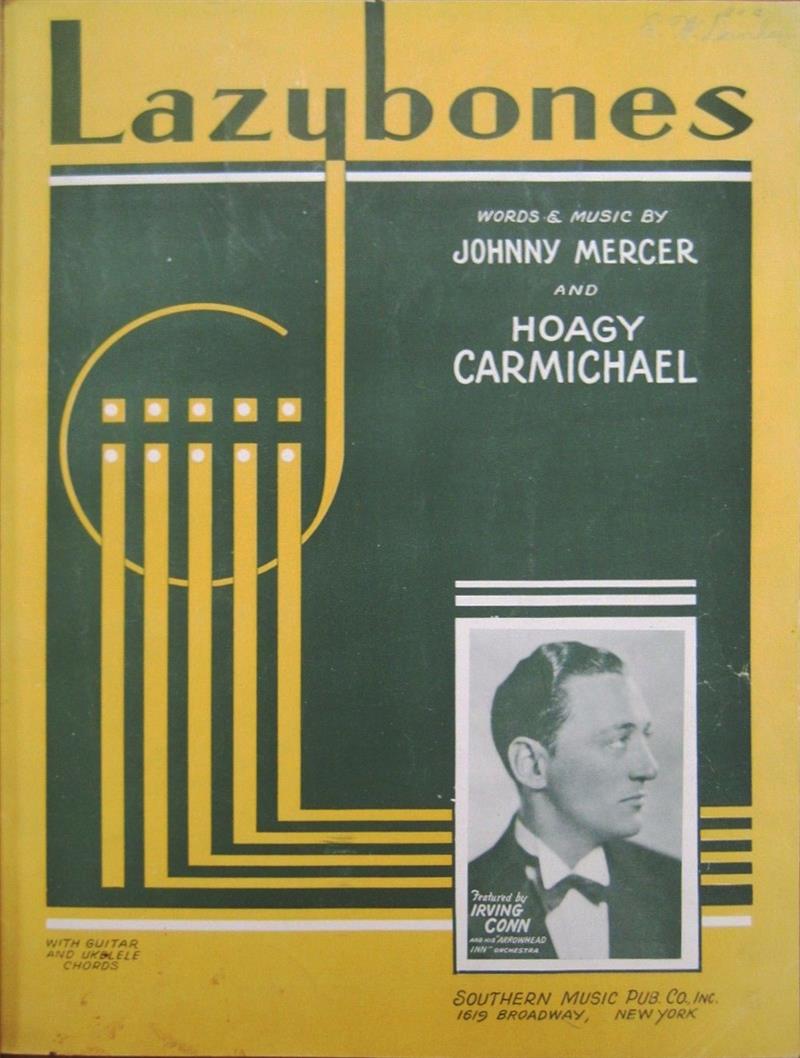 Lazybones
WORDS & MUSIC BY
JOHNNY MERCER
AND
HOAGY
CARMICHAEL
Featured by
IRVING
CONN
AND HIS "ARROWHEAD
INN" ORCHESTRA
WITH GUITAR
AND UKELELE
CHORDS
SOUTHERN MUSIC PUB. CO., INC.
1619 BROADWAY, NEW YORK